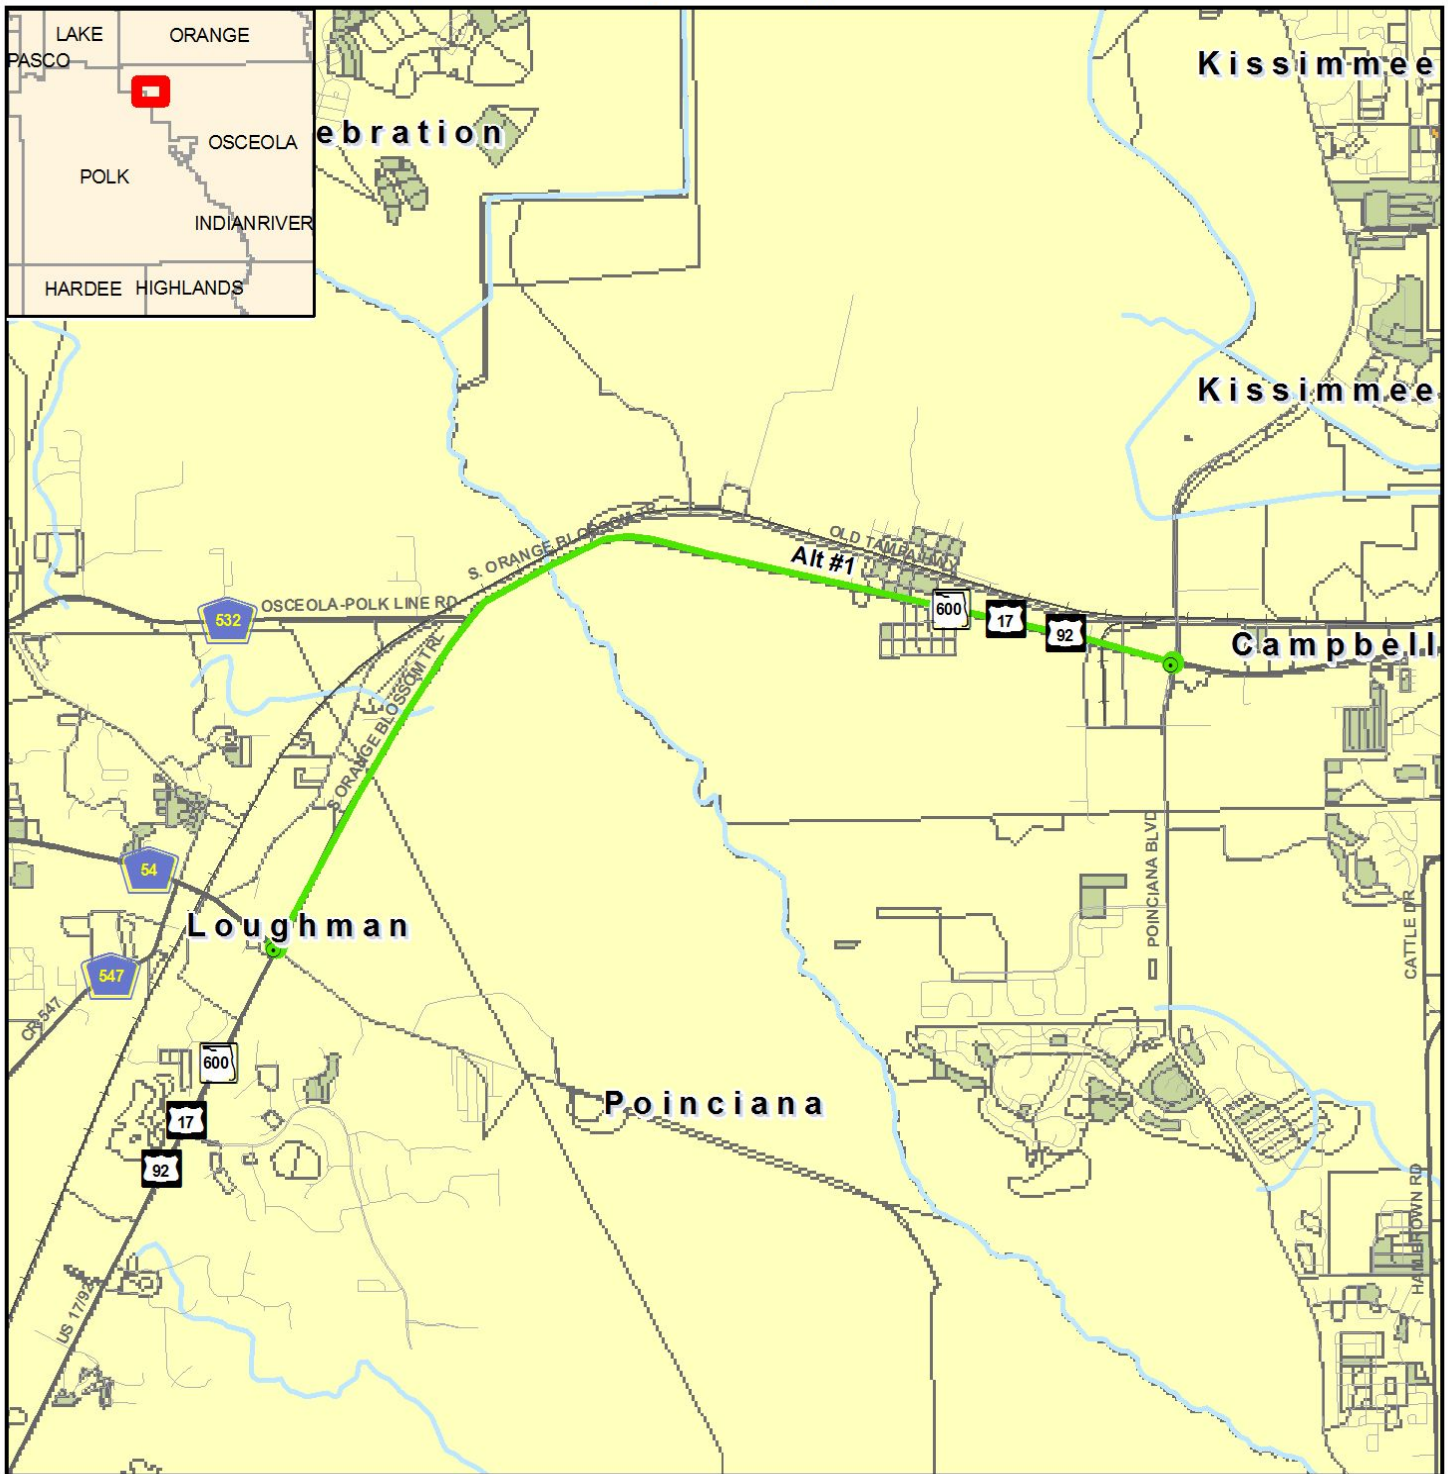 LAKE
ORANGE
PASCO
OSCEOLA
POLK
INDIANRIVER
HARDEE
HIGHLANDS
ebration
Kissimmee
Kissimmee
S. ORANGE BLOSSOM TR
OLD TAMPA HWY
Alt #1
OSCEOLA-POLK LINE RD
532
600
17
92
Campbell
S ORANGE BLOSSOM TRL
54
POINCIANA BLVD
Loughman
CATTLE DR
547
CR 547
600
Poinciana
17
92
HAM BROWN RD
US 17/92